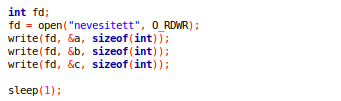 int fd;
fd = open("nevesitett", O_RDWR);
write(fd, &a, sizeof(int));
write(fd, &b, sizeof(int));
write(fd, &c, sizeof(int));
sleep(1);